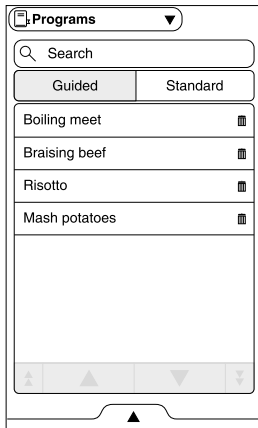 Programs
Search
Guided Standard
Boiling meet
Braising beef
Risotto
Mash potatoes